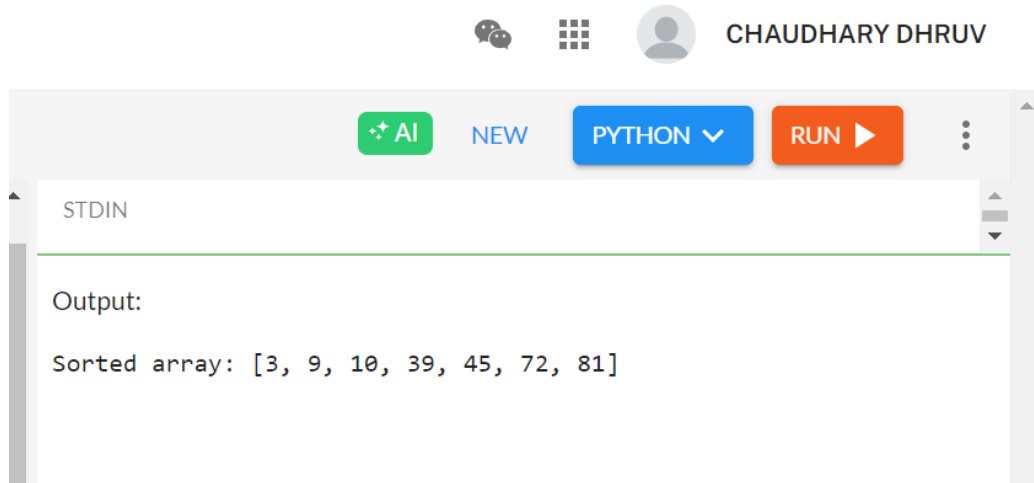 CHAUDHARY DHRUV
AI NEW PYTHON RUN
STDIN
Output:
Sorted array: [3, 9, 10, 39, 45, 72, 81]